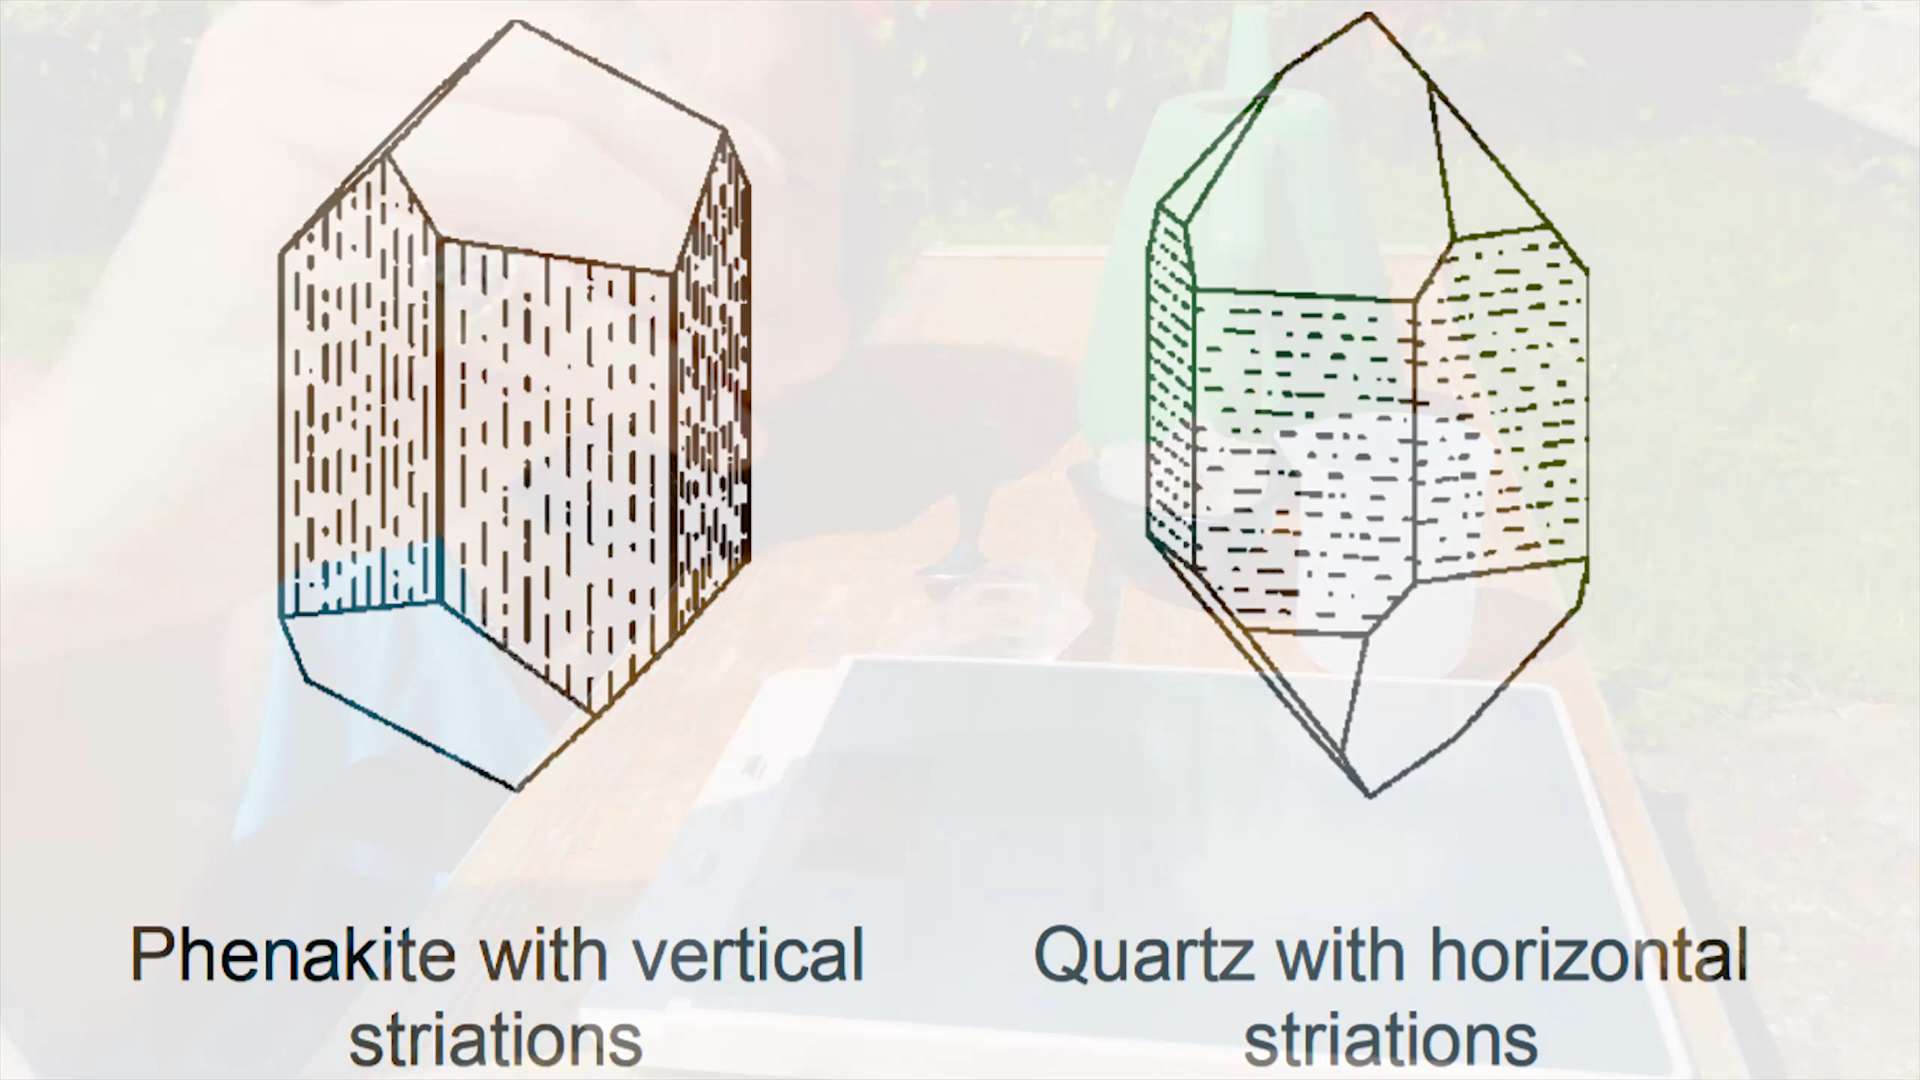 Phenakite with vertical
striations
Quartz with horizontal
striations